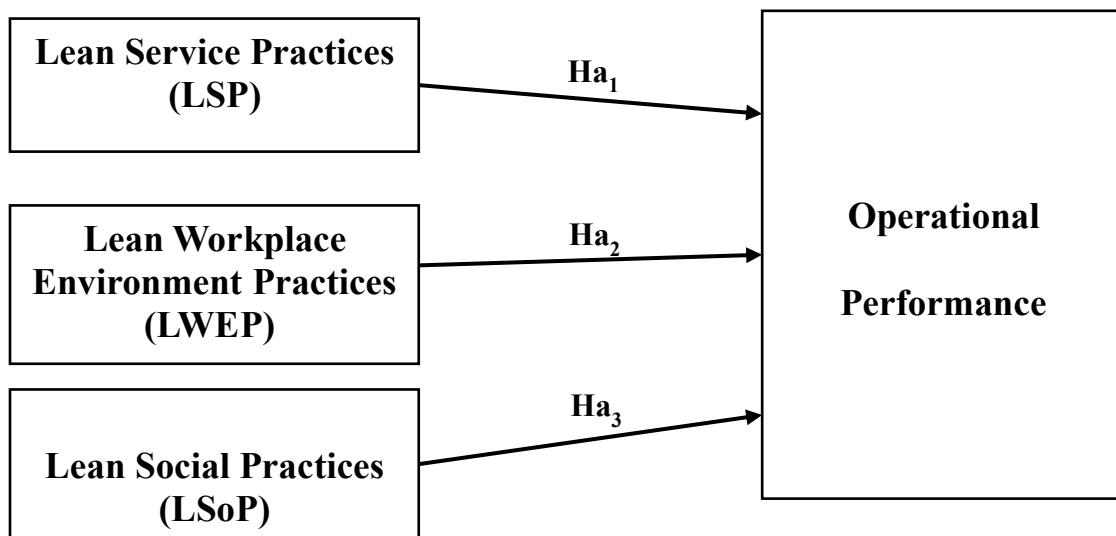 Lean Service Practices
(LSP)
Ha₁
Lean Workplace
Environment Practices
(LWEP)
Ha₂
Lean Social Practices
(LSoP)
Ha₃
Operational
Performance